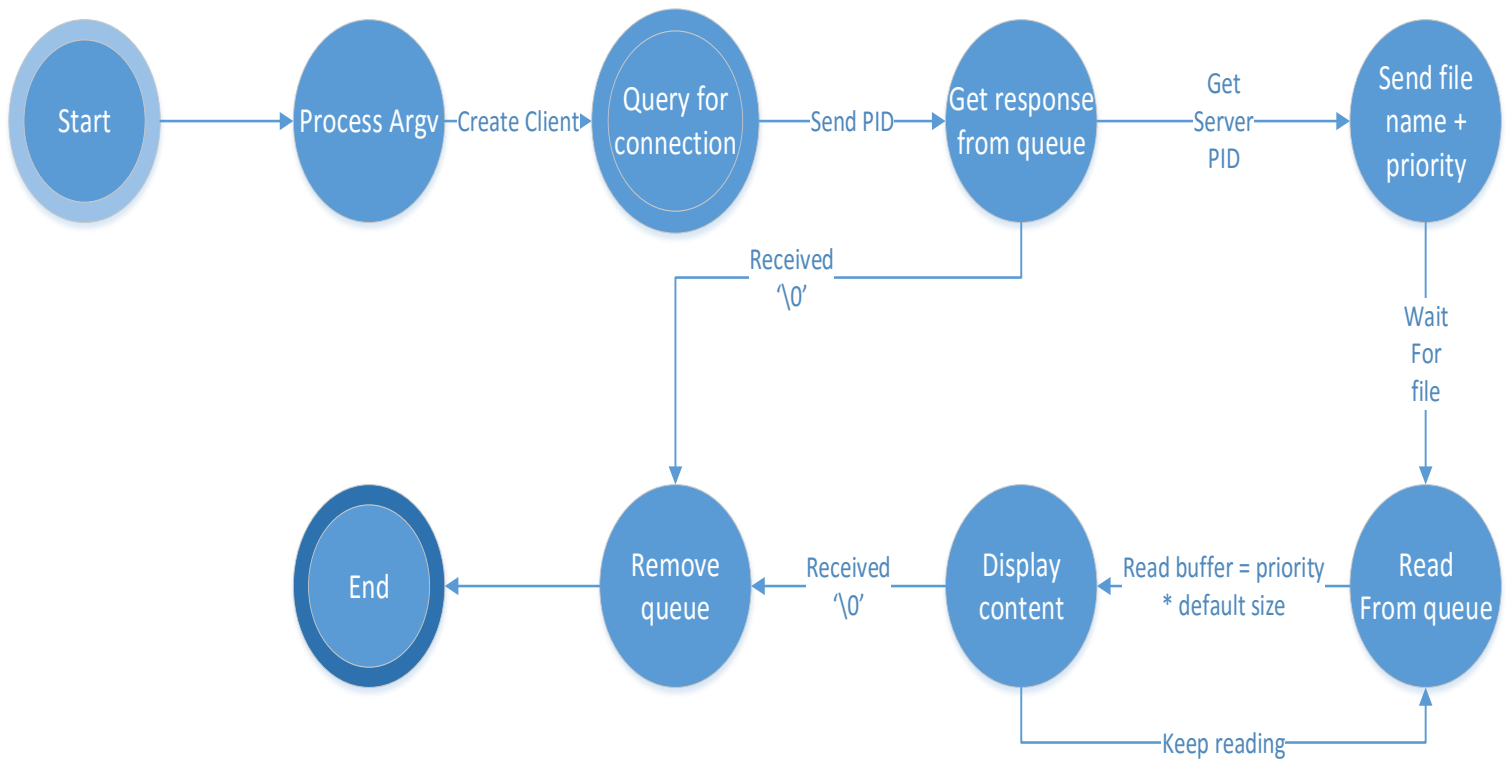 Start
Process Argv
Create Client
Query for
connection
Send PID
Get response
from queue
Get
Server
PID
Send file
name +
priority
Received
‘\0’
Wait
For
file
End
Remove
queue
Received
‘\0’
Display
content
Read buffer = priority
* default size
Read
From queue
Keep reading